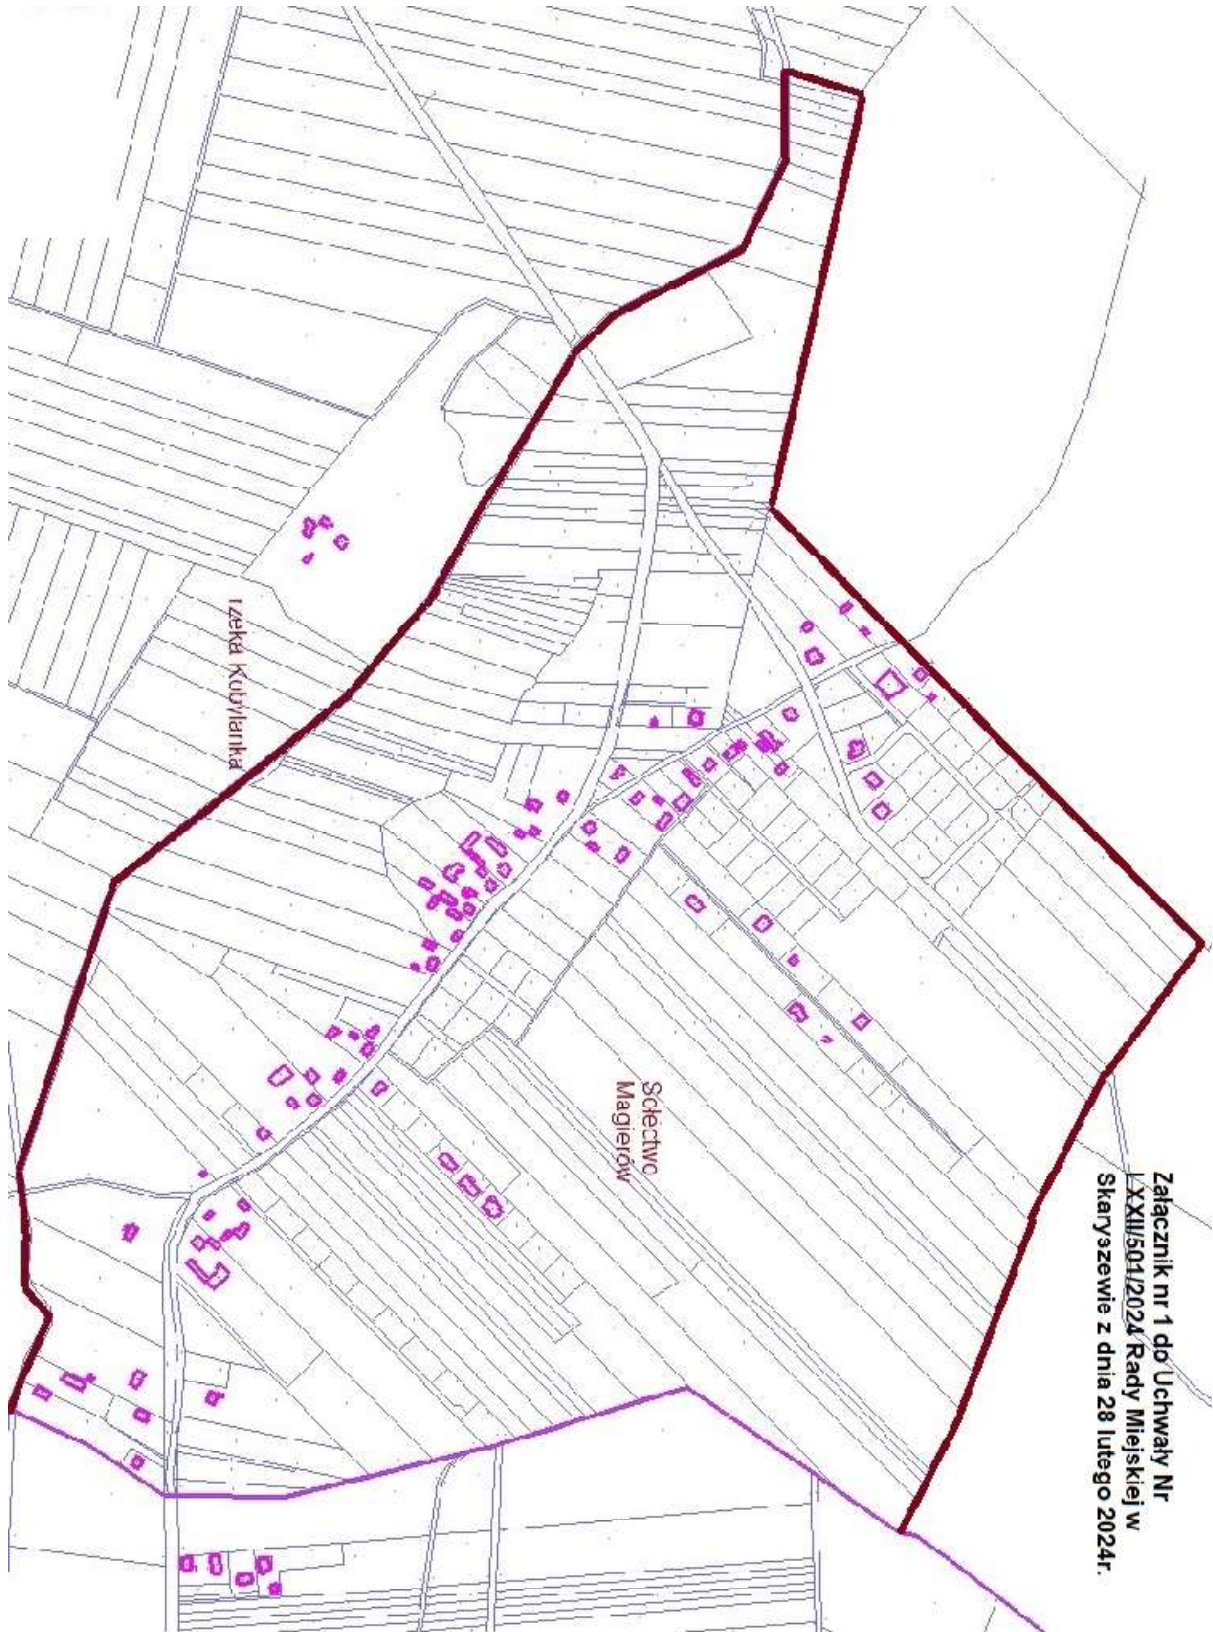 Załącznik nr 1 do Uchwały Nr
LXXII/501/2024 Rady Miejskiej w
Skaryszewie z dnia 28 lutego 2024r.
Sołectwo
Magierów
rzeka Kobylanka